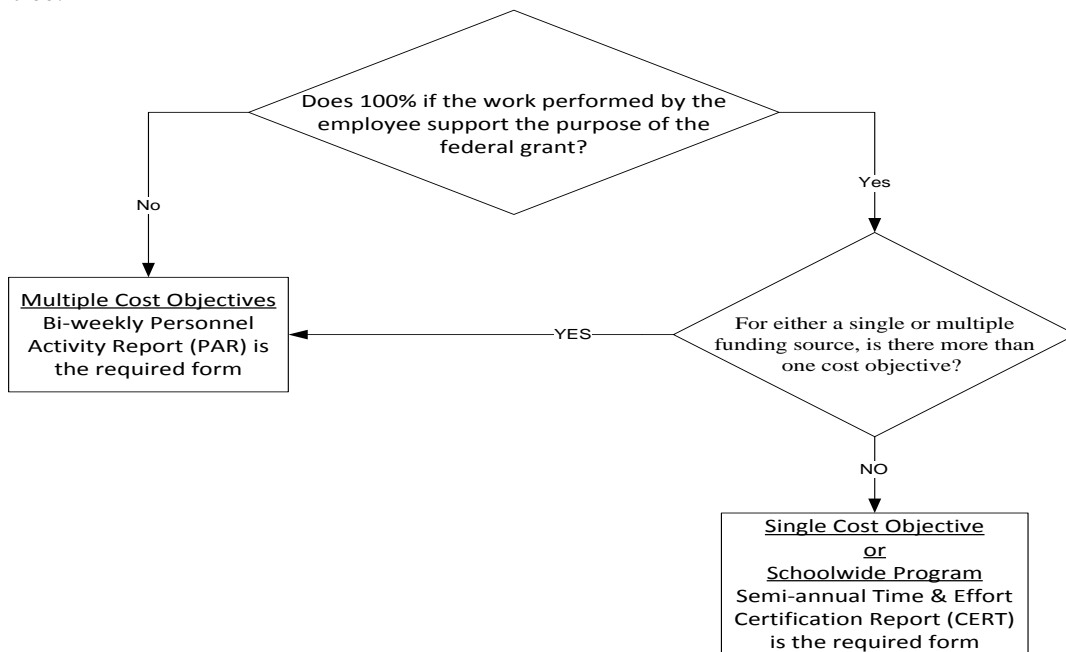 Does 100% if the work performed by the
employee support the purpose of the
federal grant?
No
Yes
Multiple Cost Objectives
Bi-weekly Personnel
Activity Report (PAR) is
the required form
YES
For either a single or multiple
funding source, is there more than
one cost objective?
NO
Single Cost Objective
or
Schoolwide Program
Semi-annual Time & Effort
Certification Report (CERT)
is the required form